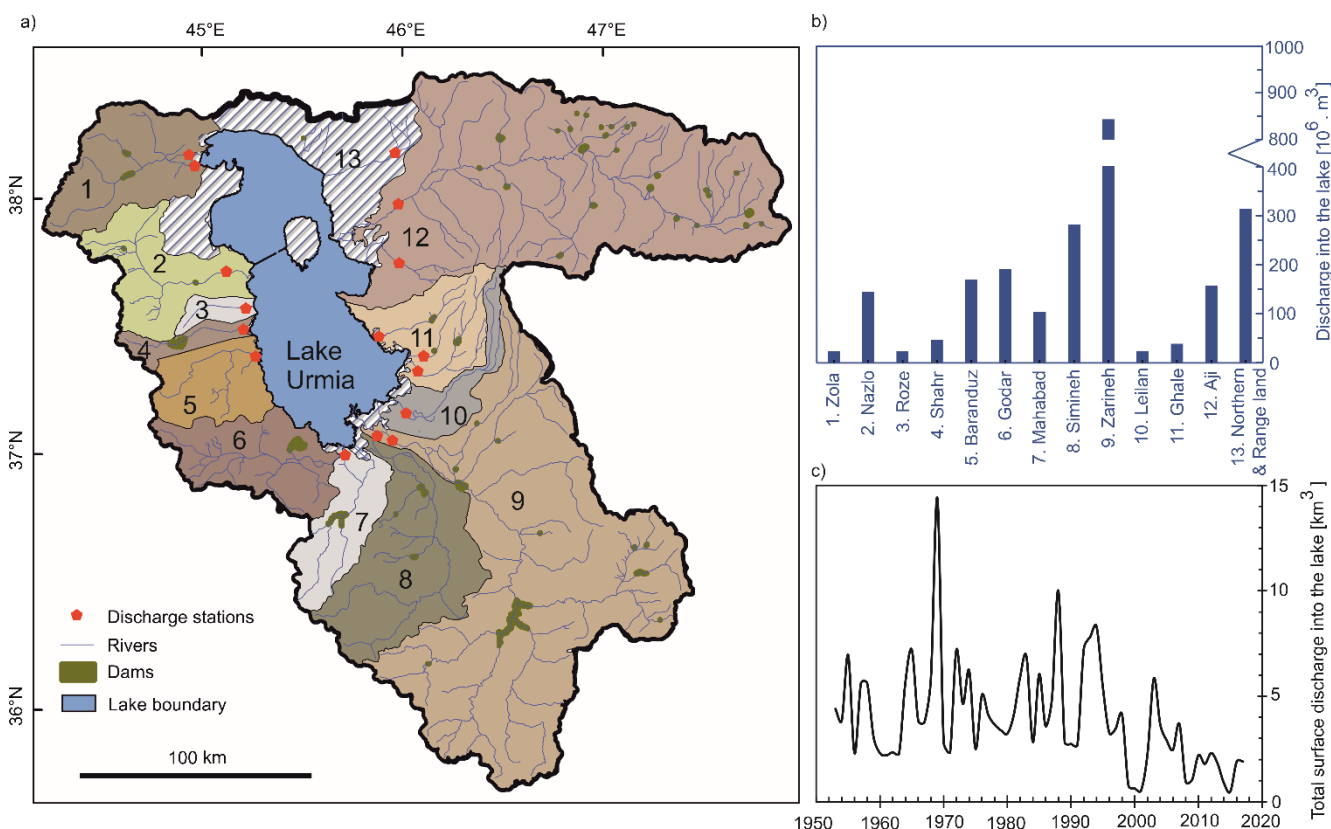 a)
45°E 46°E 47°E
38°N
37°N
36°N
1
2
3
4
5
6
7
8
9
10
11
12
13
Lake
Urmia
Discharge stations
Rivers
Dams
Lake boundary
100 km
b)
1000
900
800
400
300
200
100
0
Discharge into the lake [10⁶. m³]
1. Zola
2. Nazlo
3. Roze
4. Shahr
5. Baranduz
6. Godar
7. Mahabad
8. Simineh
9. Zarineh
10. Leilan
11. Ghale
12. Aji
13. Northern
& Range land
c)
15
10
5
0
Total surface discharge into the lake [km³]
1950 1960 1970 1980 1990 2000 2010 2020